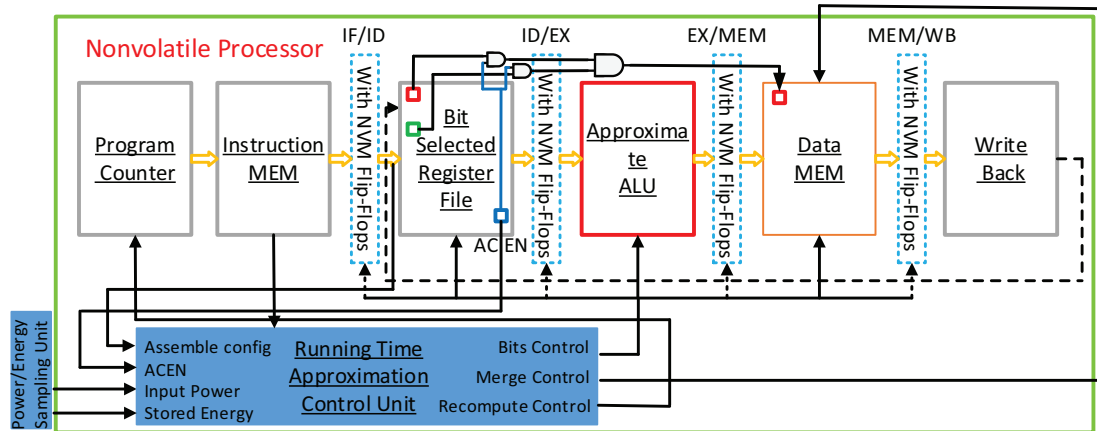 IF/ID
ID/EX
EX/MEM
MEM/WB
Nonvolatile Processor
Program
Counter
Instruction
MEM
With NVM Flip-Flops
Bit
Selected
Register
File
ACEN
With NVM Flip-Flops
Approxima
te
ALU
With NVM Flip-Flops
Data
MEM
With NVM Flip-Flops
Write
Back
Power/Energy
Sampling Unit
Assemble config
ACEN
Input Power
Stored Energy
Running Time
Approximation
Control Unit
Bits Control
Merge Control
Recompute Control